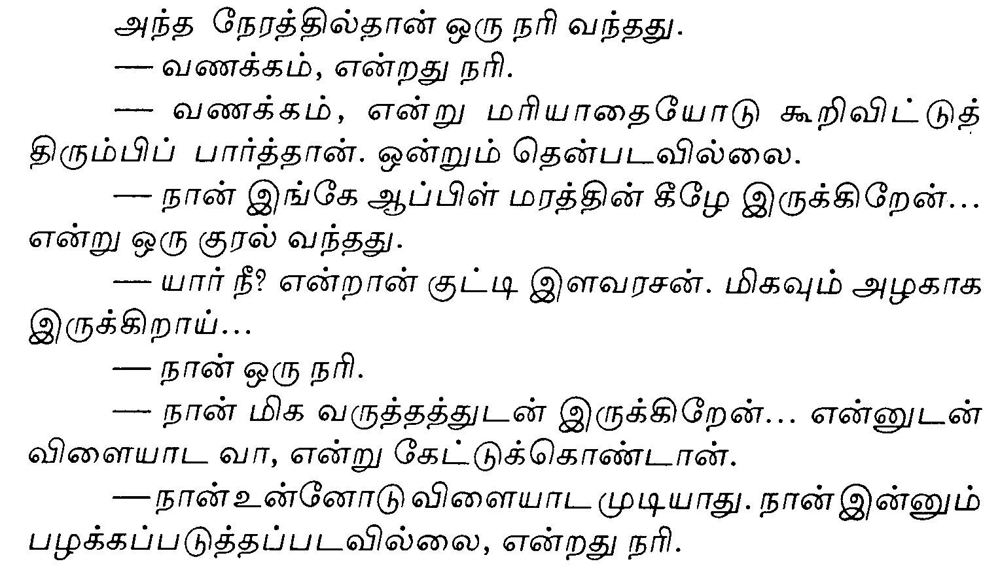 அந்த நேரத்தில்தான் ஒரு நரி வந்தது.
— வணக்கம், என்றது நரி.
— வணக்கம், என்று மரியாதையோடு கூறிவிட்டுத்
திரும்பிப் பார்த்தான். ஒன்றும் தென்படவில்லை.
— நான் இங்கே ஆப்பிள் மரத்தின் கீழே இருக்கிறேன்...
என்று ஒரு குரல் வந்தது.
— யார் நீ? என்றான் குட்டி இளவரசன். மிகவும் அழகாக
இருக்கிறாய்...
— நான் ஒரு நரி.
— நான் மிக வருத்தத்துடன் இருக்கிறேன்... என்னுடன்
விளையாட வா, என்று கேட்டுக்கொண்டான்.
— நான் உன்னோடு விளையாட முடியாது. நான் இன்னும்
பழக்கப்படுத்தப்படவில்லை, என்றது நரி.